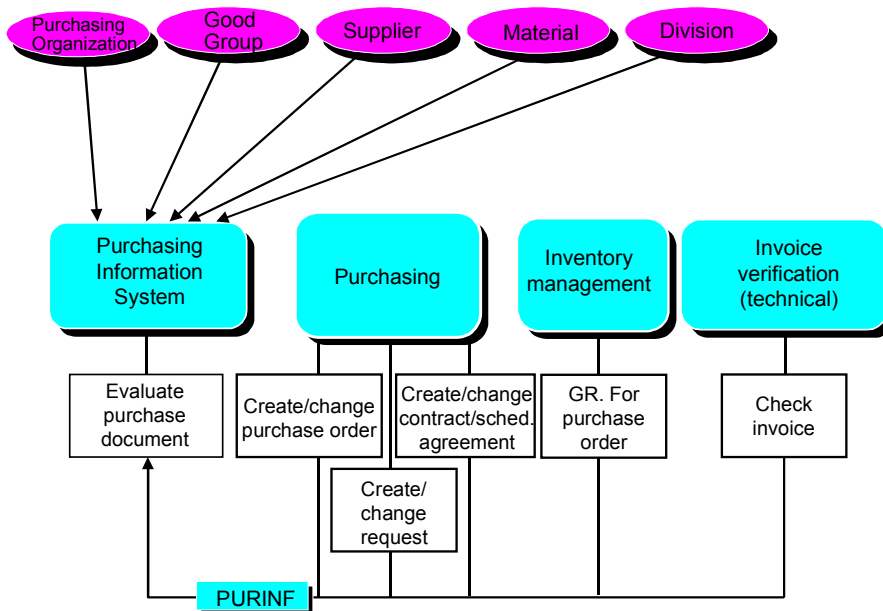 Purchasing
Organization
Good
Group
Supplier
Material
Division
Purchasing
Information
System
Purchasing
Inventory
management
Invoice
verification
(technical)
Evaluate
purchase
document
Create/change
purchase order
Create/change
contract/sched.
agreement
GR. For
purchase
order
Check
invoice
Create/
change
request
PURINF